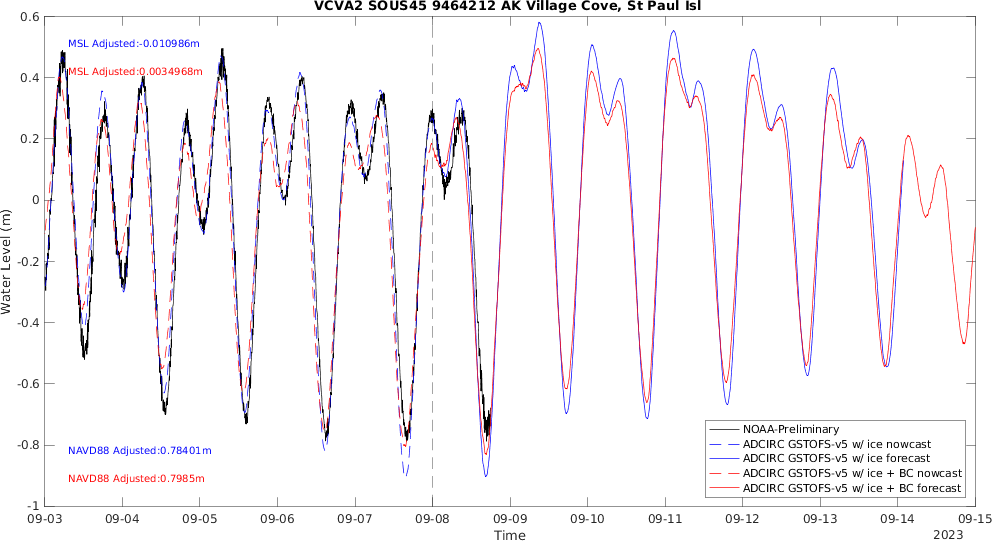 VCVA2 SOUS45 9464212 AK Village Cove, St Paul Isl
0.6
MSL Adjusted:-0.010986m
MSL Adjusted:0.0034968m
0.4
0.2
0
-0.2
-0.4
-0.6
-0.8
-1
Water Level (m)
NAVD88 Adjusted:0.78401m
NAVD88 Adjusted:0.7985m
NOAA-Preliminary
ADCIRC GSTOFS-v5 w/ ice nowcast
ADCIRC GSTOFS-v5 w/ ice forecast
ADCIRC GSTOFS-v5 w/ ice + BC nowcast
ADCIRC GSTOFS-v5 w/ ice + BC forecast
09-03 09-04 09-05 09-06 09-07 09-08 09-09 09-10 09-11 09-12 09-13 09-14 09-15
Time
2023